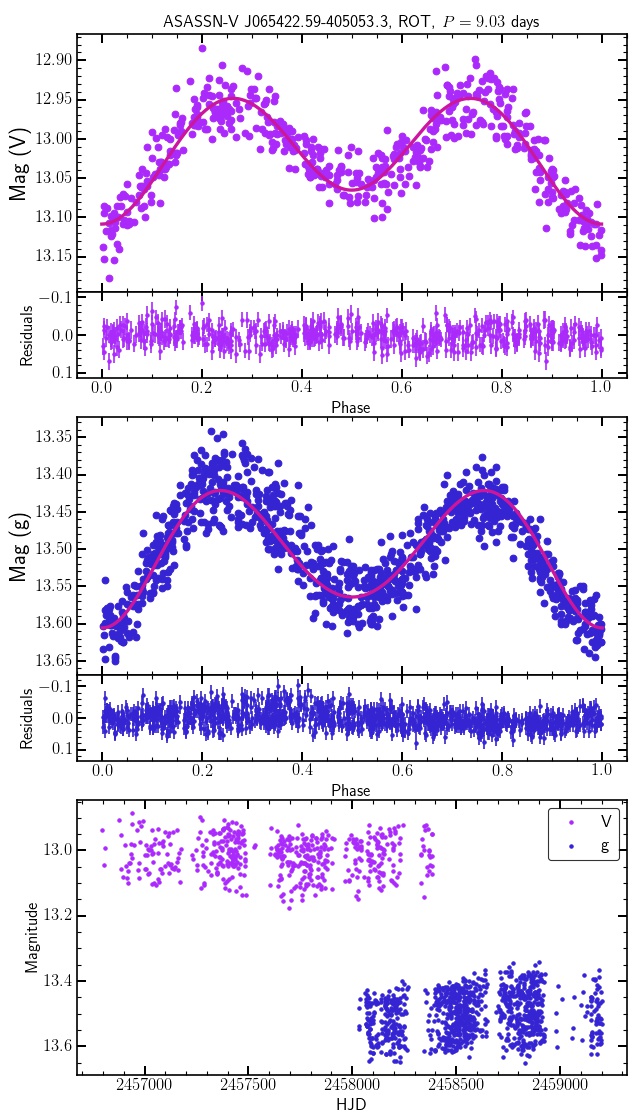 ASASSN-V J065422.59-405053.3, ROT, P = 9.03 days
Mag (V)
12.90
12.95
13.00
13.05
13.10
13.15
Residuals
−0.1
0.0
0.1
0.0 0.2 0.4 0.6 0.8 1.0
Phase
Mag (g)
13.35
13.40
13.45
13.50
13.55
13.60
13.65
Residuals
−0.1
0.0
0.1
0.0 0.2 0.4 0.6 0.8 1.0
Phase
V
g
Magnitude
13.0
13.2
13.4
13.6
2457000 2457500 2458000 2458500 2459000
HJD